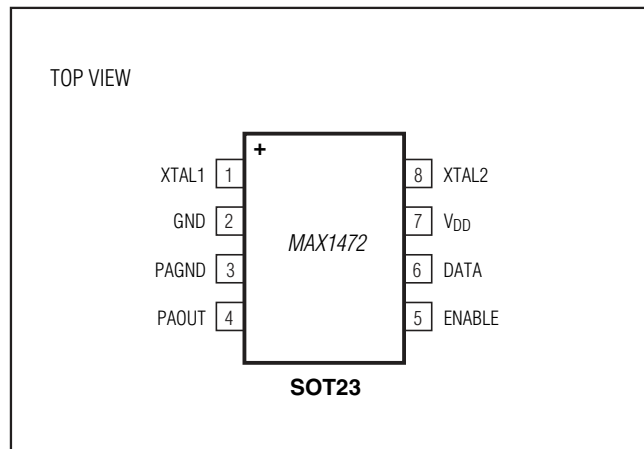 TOP VIEW
+
XTAL1 1
8 XTAL2
GND 2
7 VDD
MAX1472
PAGND 3
6 DATA
PAOUT 4
5 ENABLE
SOT23